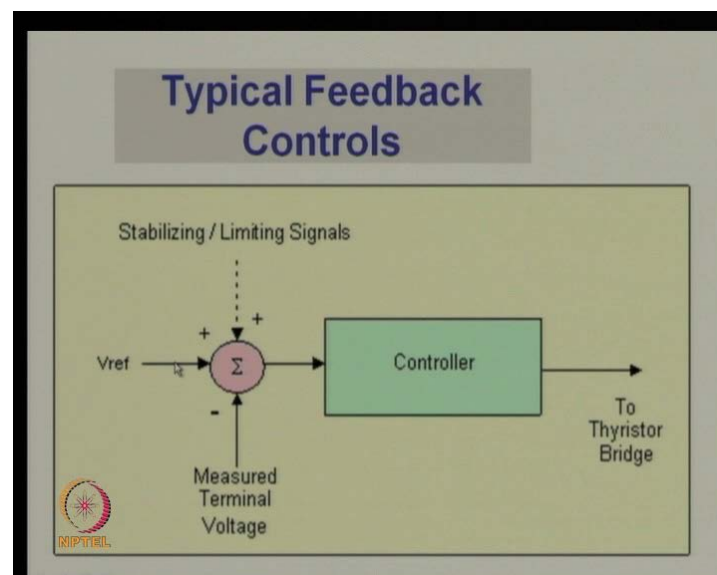 Typical Feedback
Controls
Stabilizing / Limiting Signals
+
+
Vref
Σ
Controller
-
To
Thyristor
Bridge
Measured
Terminal
Voltage
NPTEL